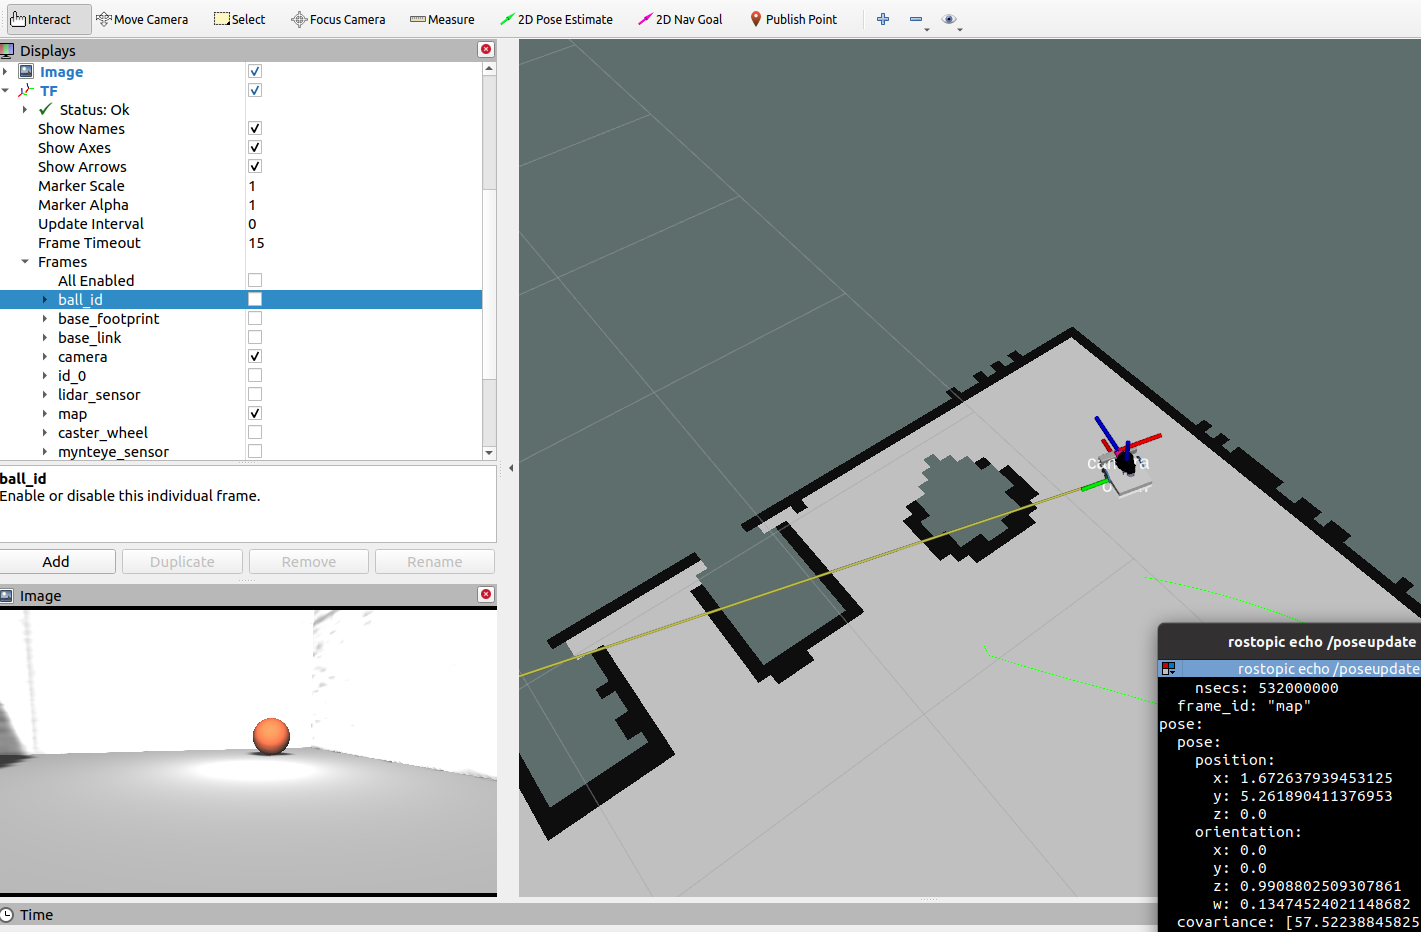 Interact Move Camera Select Focus Camera Measure 2D Pose Estimate 2D Nav Goal Publish Point
Displays
Image
TF
Status: Ok
Show Names
Show Axes
Show Arrows
Marker Scale 1
Marker Alpha 1
Update Interval 0
Frame Timeout 15
Frames
All Enabled
ball_id
base_footprint
base_link
camera
id_0
lidar_sensor
map
caster_wheel
mynteye_sensor
ball_id
Enable or disable this individual frame.
Add Duplicate Remove Rename
Image
Time
rostopic echo /poseupdate
rostopic echo /poseupdate
nsecs: 532000000
frame_id: "map"
pose:
pose:
position:
x: 1.672637939453125
y: 5.261890411376953
z: 0.0
orientation:
x: 0.0
y: 0.0
z: 0.9908802509307861
w: 0.13474524021148682
covariance: [57.52238845825